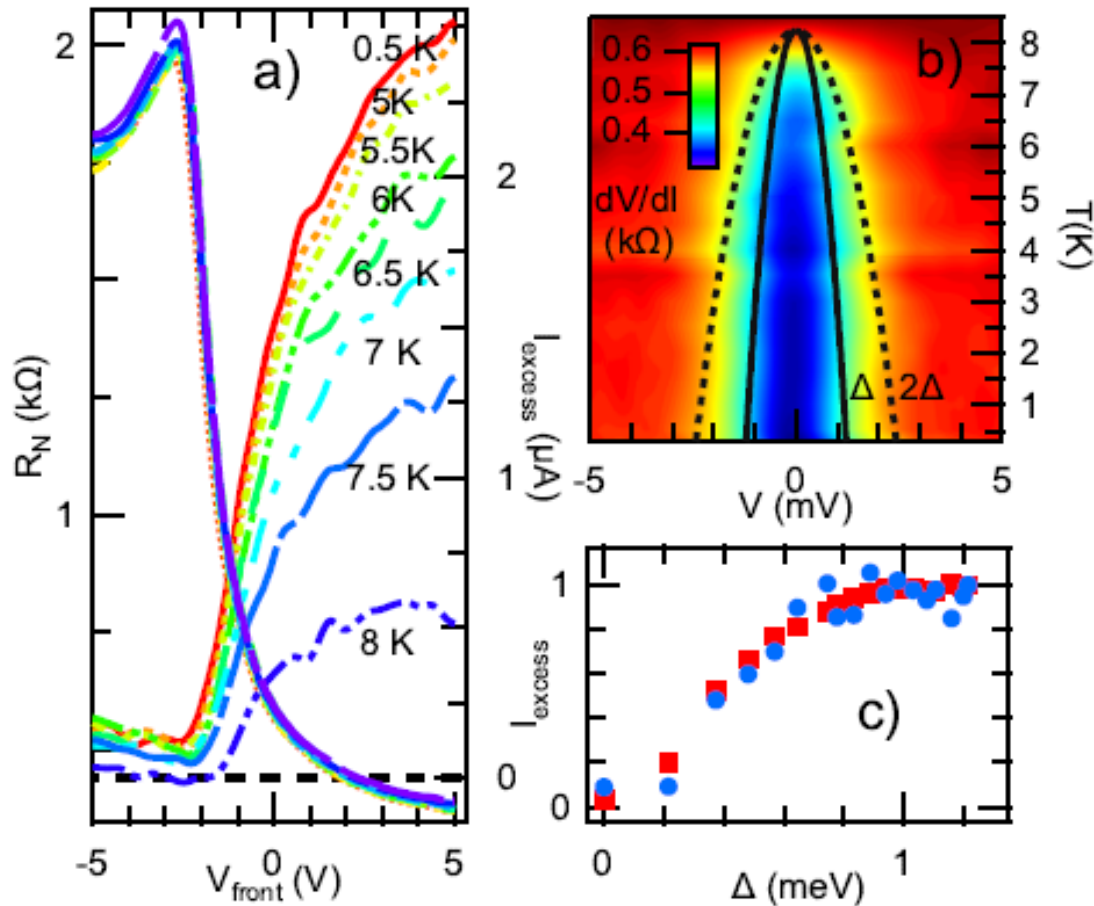 a)
2
1
R_N (kΩ)
0.5 K
5K
5.5K
6K
6.5 K
7 K
7.5 K
8 K
2
1
0
I_excess (μA)
-5
0
5
V_front (V)
b)
0.6
0.5
0.4
dV/dI
(kΩ)
Δ
2Δ
8
7
6
5
4
3
2
1
T(K)
-5
0
5
V (mV)
c)
1
0
I_excess
0
1
Δ (meV)